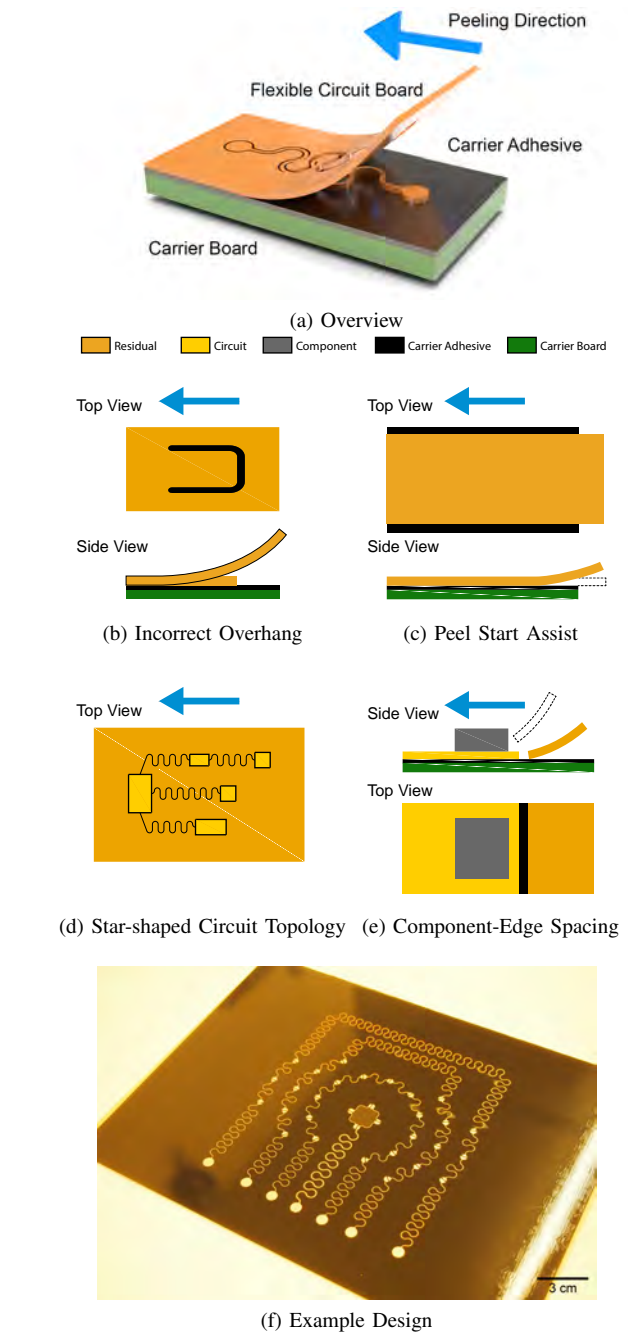 Peeling Direction
Flexible Circuit Board
Carrier Adhesive
Carrier Board
(a) Overview
Residual Circuit Component Carrier Adhesive Carrier Board
Top View
Top View
Side View
Side View
(b) Incorrect Overhang
(c) Peel Start Assist
Top View
Side View
Top View
(d) Star-shaped Circuit Topology
(e) Component-Edge Spacing
3 cm
(f) Example Design